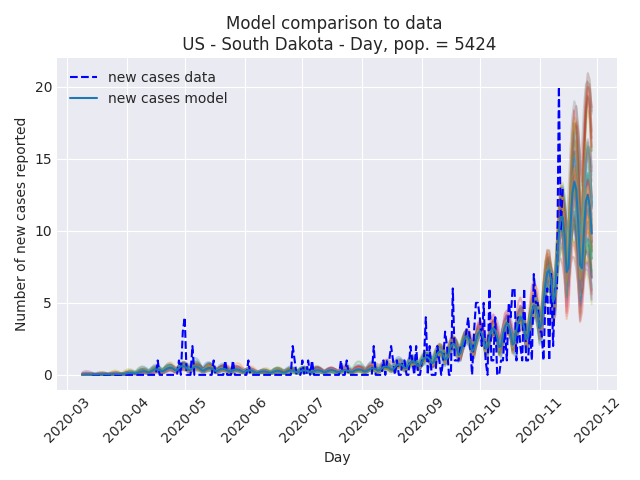 Model comparison to data
US - South Dakota - Day, pop. = 5424
new cases data
new cases model
Number of new cases reported
20
15
10
5
0
2020-03
2020-04
2020-05
2020-06
2020-07
2020-08
2020-09
2020-10
2020-11
2020-12
Day